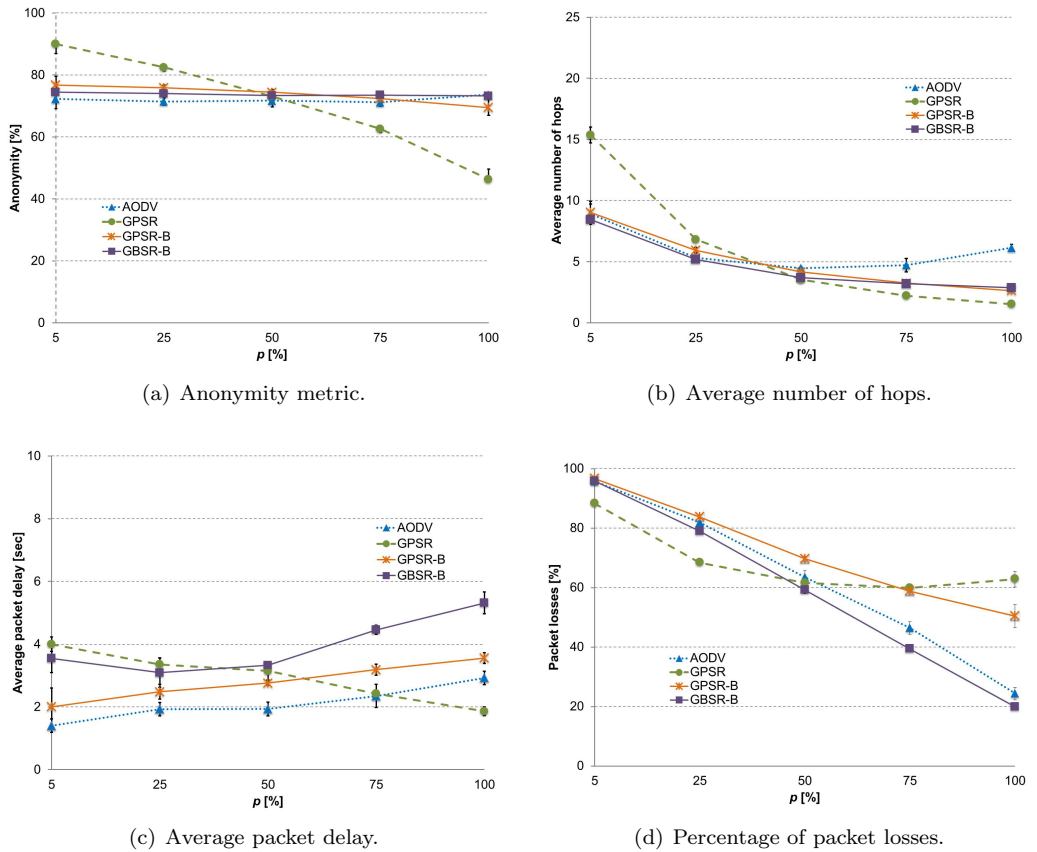 100
80
60
40
20
0
Anonymity [%]
AODV
GPSR
GPSR-B
GBSR-B
5 25 50 75 100
p [%]
(a) Anonymity metric.
25
20
15
10
5
0
Average number of hops
AODV
GPSR
GPSR-B
GBSR-B
5 25 50 75 100
p [%]
(b) Average number of hops.
10
8
6
4
2
0
Average packet delay [sec]
AODV
GPSR
GPSR-B
GBSR-B
5 25 50 75 100
p [%]
(c) Average packet delay.
100
80
60
40
20
0
Packet losses [%]
AODV
GPSR
GPSR-B
GBSR-B
5 25 50 75 100
p [%]
(d) Percentage of packet losses.